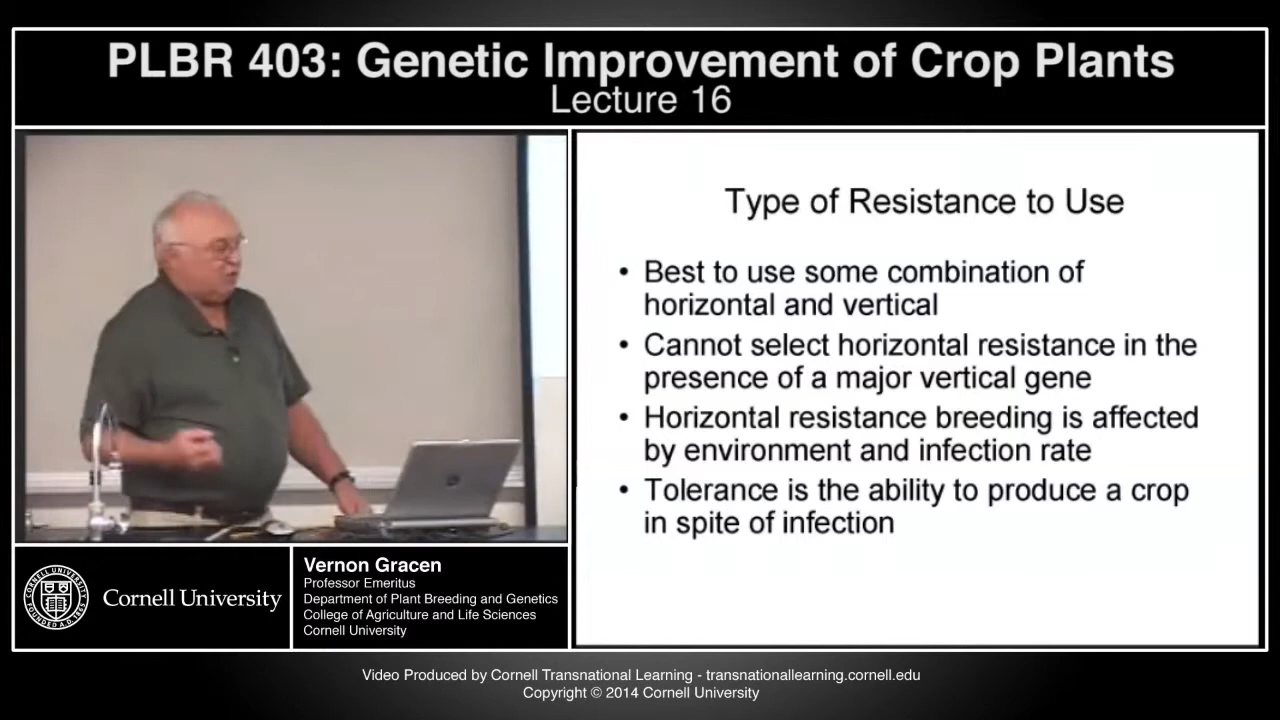 PLBR 403: Genetic Improvement of Crop Plants
Lecture 16
Type of Resistance to Use
• Best to use some combination of
horizontal and vertical
• Cannot select horizontal resistance in the
presence of a major vertical gene
• Horizontal resistance breeding is affected
by environment and infection rate
• Tolerance is the ability to produce a crop
in spite of infection
Cornell University
Vernon Gracen
Professor Emeritus
Department of Plant Breeding and Genetics
College of Agriculture and Life Sciences
Cornell University
Video Produced by Cornell Transnational Learning - transnationallearning.cornell.edu
Copyright © 2014 Cornell University